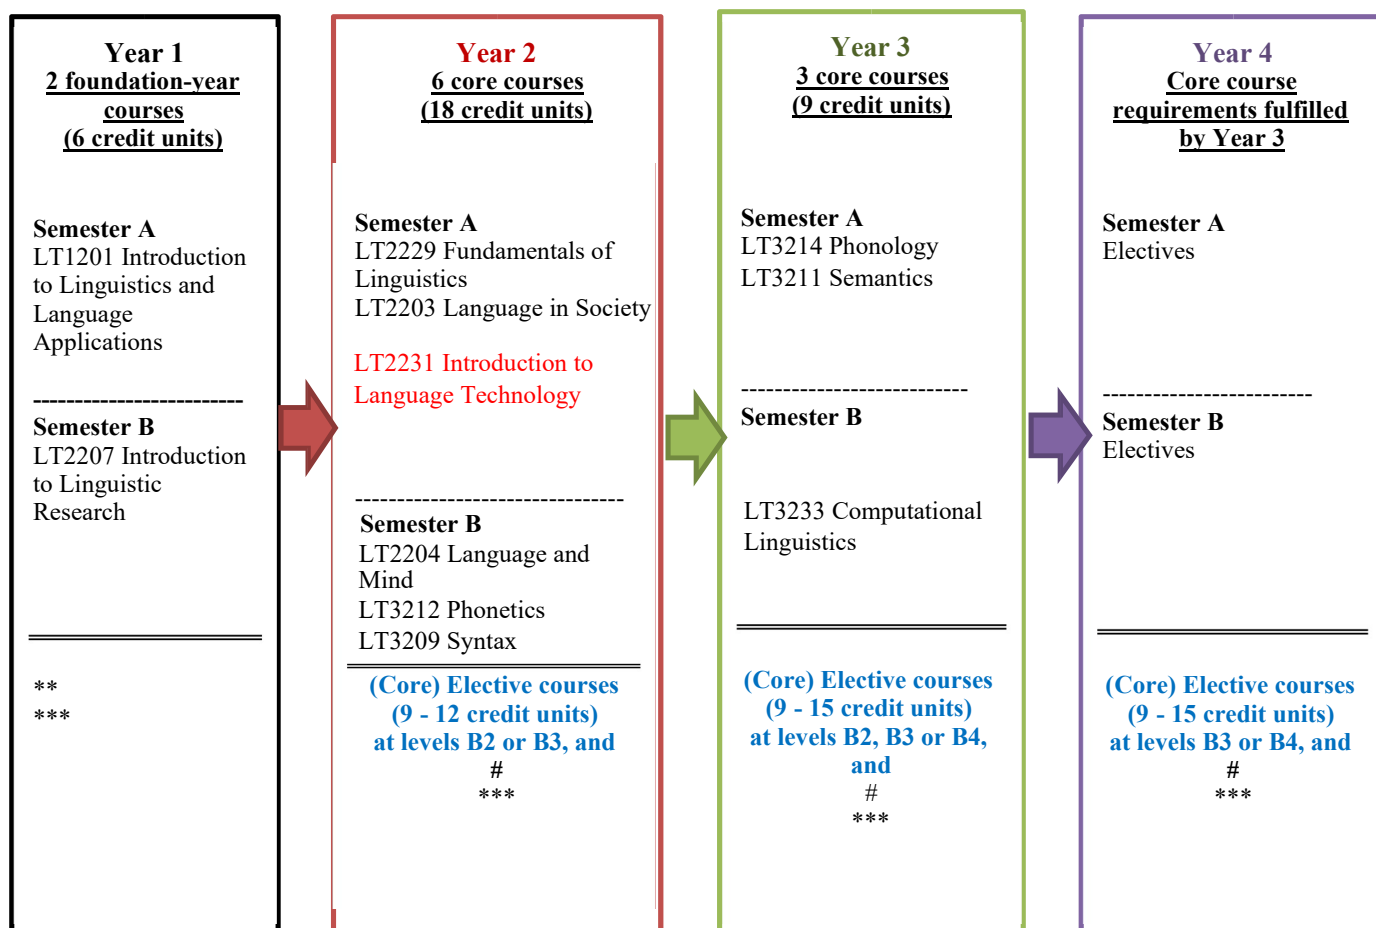 Year 1
2 foundation-year
courses
(6 credit units)
Semester A
LT1201 Introduction
to Linguistics and
Language
Applications
--------------------------
Semester B
LT2207 Introduction
to Linguistic
Research
**
***
Year 2
6 core courses
(18 credit units)
Semester A
LT2229 Fundamentals of
Linguistics
LT2203 Language in Society
LT2231 Introduction to
Language Technology
--------------------------------
Semester B
LT2204 Language and
Mind
LT3212 Phonetics
LT3209 Syntax
(Core) Elective courses
(9 - 12 credit units)
at levels B2 or B3, and
#
***
Year 3
3 core courses
(9 credit units)
Semester A
LT3214 Phonology
LT3211 Semantics
---------------------------
Semester B
LT3233 Computational
Linguistics
(Core) Elective courses
(9 - 15 credit units)
at levels B2, B3 or B4,
and
#
***
Year 4
Core course
requirements fulfilled
by Year 3
Semester A
Electives
-------------------------
Semester B
Electives
(Core) Elective courses
(9 - 15 credit units)
at levels B3 or B4, and
#
***